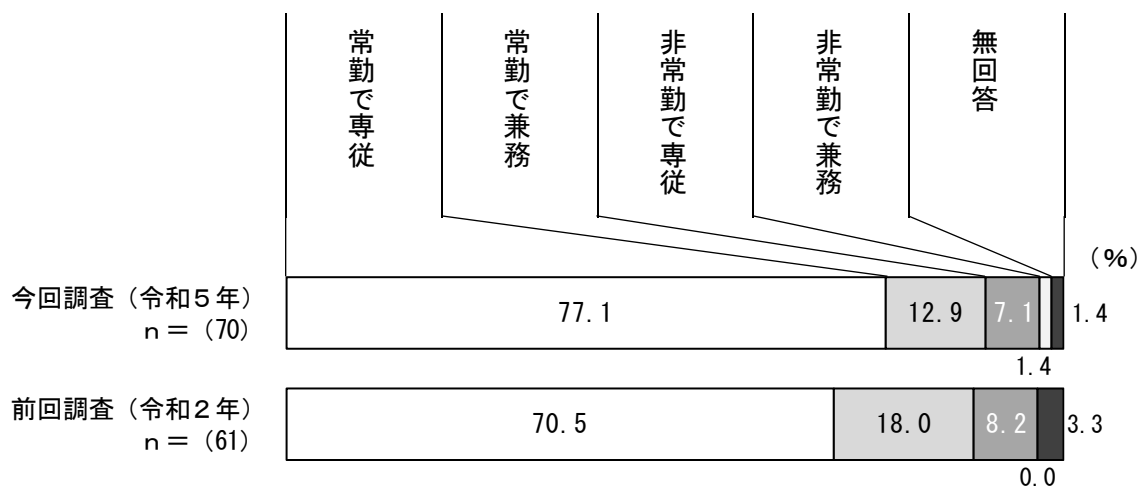 常勤で専従
常勤で兼務
非常勤で専従
非常勤で兼務
無回答
（％）
今回調査（令和５年）
ｎ＝（70）
77.1
12.9
7.1
1.4
1.4
前回調査（令和２年）
ｎ＝（61）
70.5
18.0
8.2
3.3
0.0